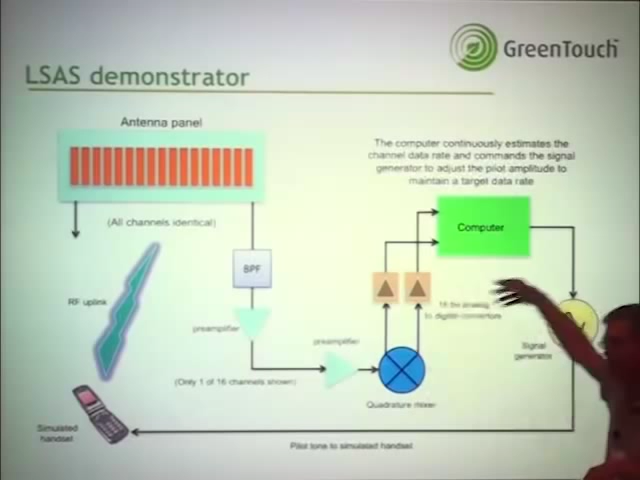 GreenTouch
LSAS demonstrator
Antenna panel
The computer continuously estimates the
channel data rate and commands the signal
generator to adjust the pilot amplitude to
maintain a target data rate
(All channels identical)
Computer
BPF
RF uplink
to digital convertors
preamplifier
preamplifier
Signal
generator
(Only 1 of 16 channels shown)
Quadrature mixer
Simulated
handset
Pilot tone to simulated handset